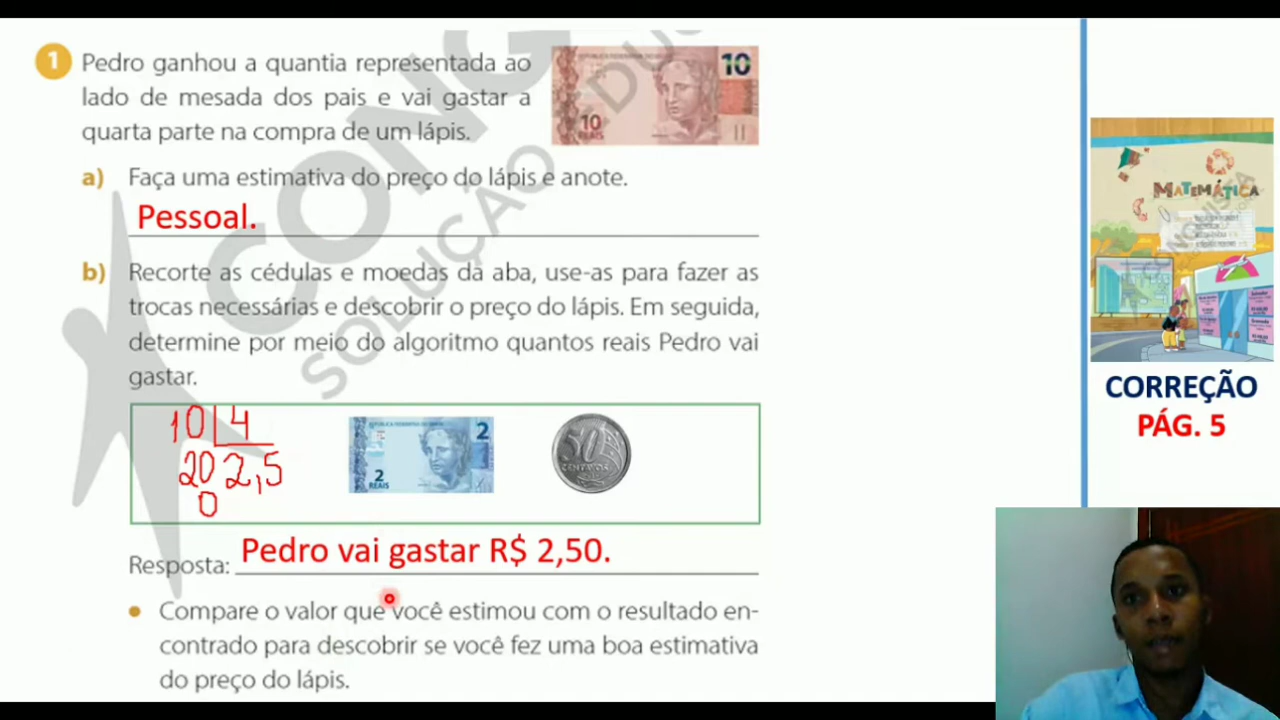 1 Pedro ganhou a quantia representada ao
lado de mesada dos pais e vai gastar a
quarta parte na compra de um lápis.
10
10
REAIS
a) Faça uma estimativa do preço do lápis e anote.
Pessoal.
b) Recorte as cédulas e moedas da aba, use-as para fazer as
trocas necessárias e descobrir o preço do lápis. Em seguida,
determine por meio do algoritmo quantos reais Pedro vai
gastar.
10 4
20 2,5
0
2
2
REAIS
50
CENTAVOS
Resposta: Pedro vai gastar R$ 2,50.
• Compare o valor que você estimou com o resultado en-
contrado para descobrir se você fez uma boa estimativa
do preço do lápis.
MATEMÁTICA
CORREÇÃO
PÁG. 5
SOLUÇÃO EDUC
CONQ